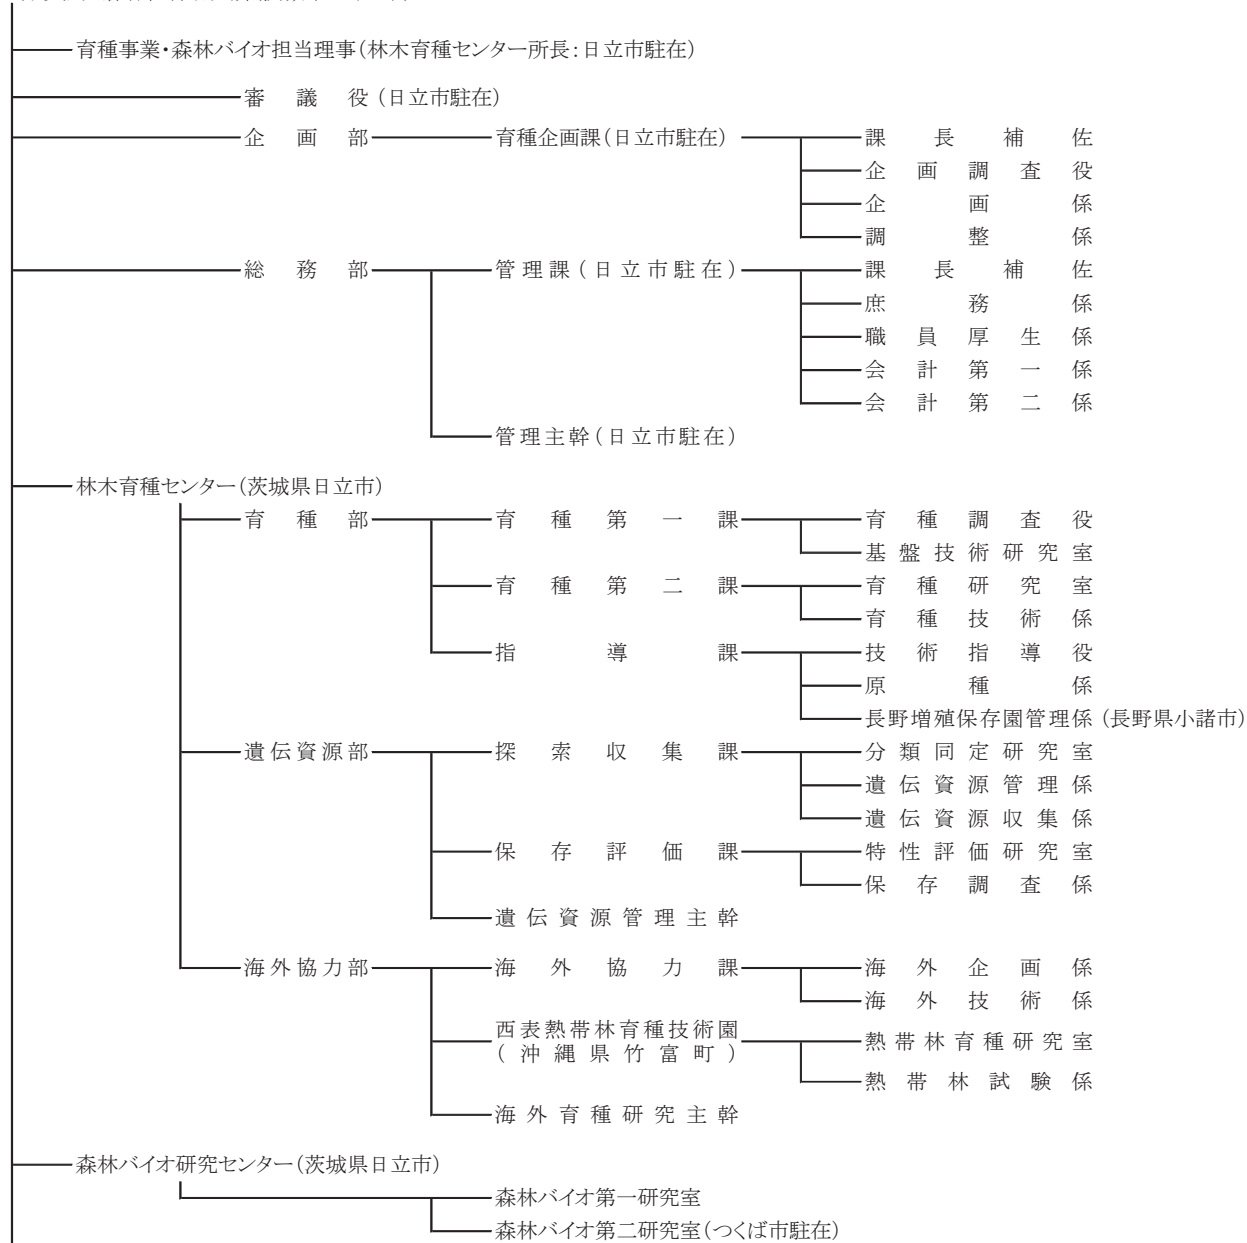 育種事業・森林バイオ担当理事(林木育種センター所長:日立市駐在)
審議役(日立市駐在)
企画部 育種企画課(日立市駐在) 課長補佐
企画調査役
企画係
調整係
総務部 管理課(日立市駐在) 課長補佐
庶務係
職員厚生係
会計第一係
会計第二係
管理主幹(日立市駐在)
林木育種センター(茨城県日立市)
育種部 育種第一課 育種調査役
基盤技術研究室
育種第二課 育種研究室
育種技術係
指導課 技術指導役
原種係
長野増殖保存園管理係(長野県小諸市)
遺伝資源部 探索収集課 分類同定研究室
遺伝資源管理係
遺伝資源収集係
保存評価課 特性評価研究室
保存調査係
遺伝資源管理主幹
海外協力部 海外協力課 海外企画係
海外技術係
西表熱帯林育種技術園
(沖縄県竹富町) 熱帯林育種研究室
熱帯林試験係
海外育種研究主幹
森林バイオ研究センター(茨城県日立市)
森林バイオ第一研究室
森林バイオ第二研究室(つくば市駐在)